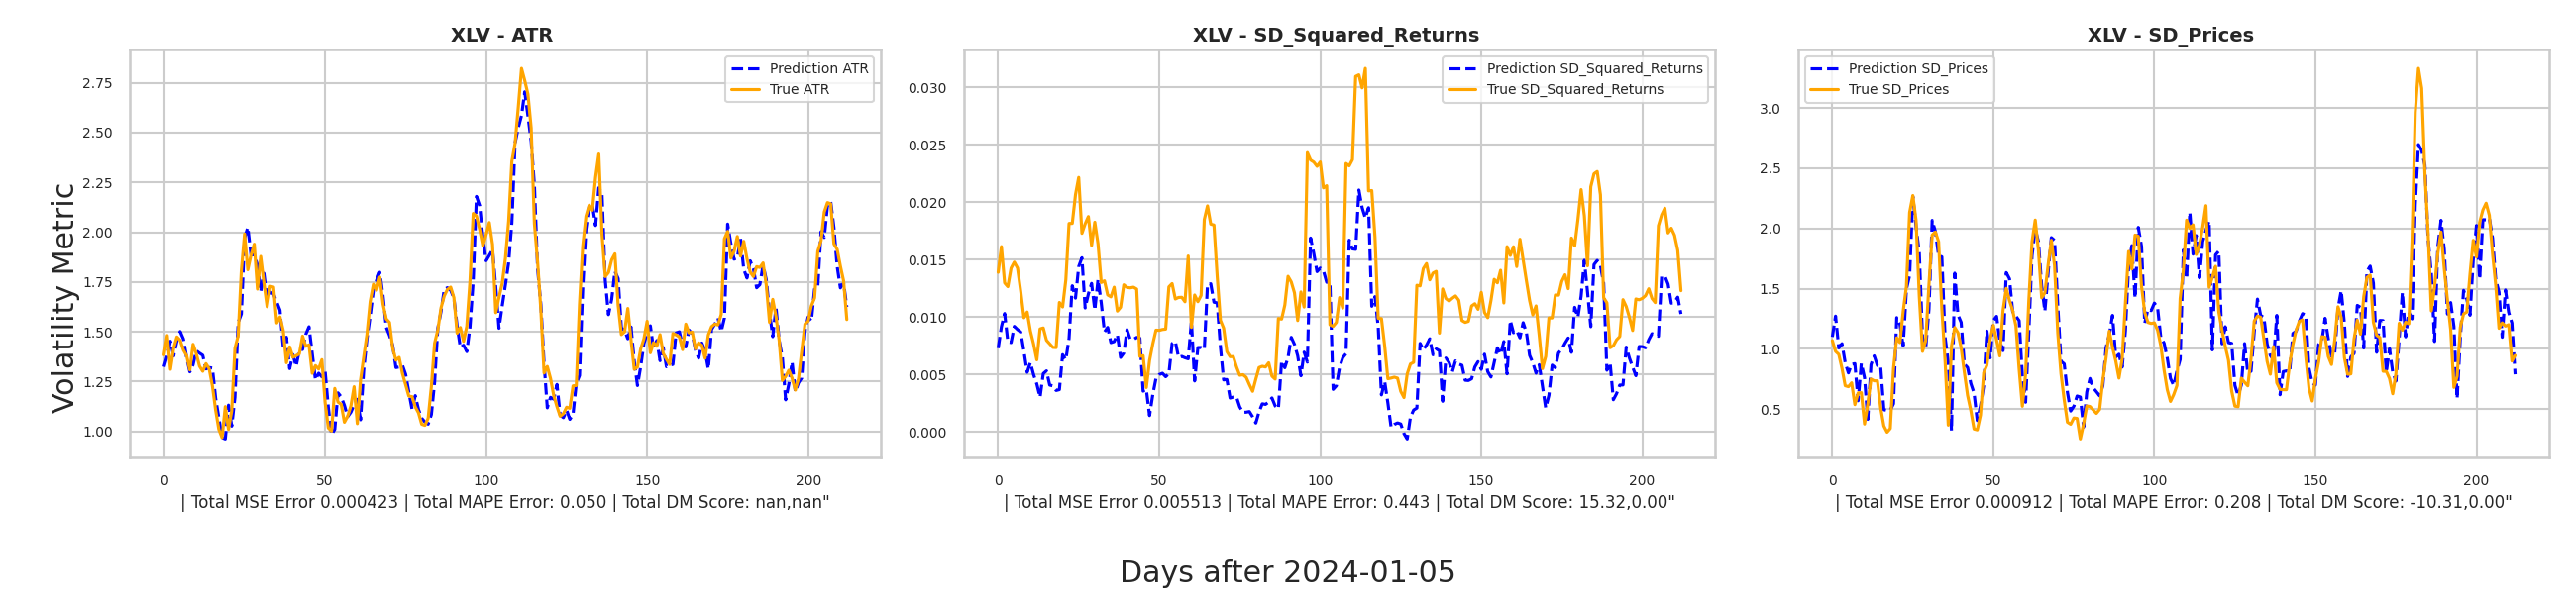 XLV - ATR
Volatility Metric
2.75
2.50
2.25
2.00
1.75
1.50
1.25
1.00
Prediction ATR
True ATR
0 50 100 150 200
| Total MSE Error 0.000423 | Total MAPE Error: 0.050 | Total DM Score: nan,nan"
XLV - SD_Squared_Returns
0.030
0.025
0.020
0.015
0.010
0.005
0.000
Prediction SD_Squared_Returns
True SD_Squared_Returns
0 50 100 150 200
| Total MSE Error 0.005513 | Total MAPE Error: 0.443 | Total DM Score: 15.32,0.00"
XLV - SD_Prices
3.0
2.5
2.0
1.5
1.0
0.5
Prediction SD_Prices
True SD_Prices
0 50 100 150 200
| Total MSE Error 0.000912 | Total MAPE Error: 0.208 | Total DM Score: -10.31,0.00"
Days after 2024-01-05